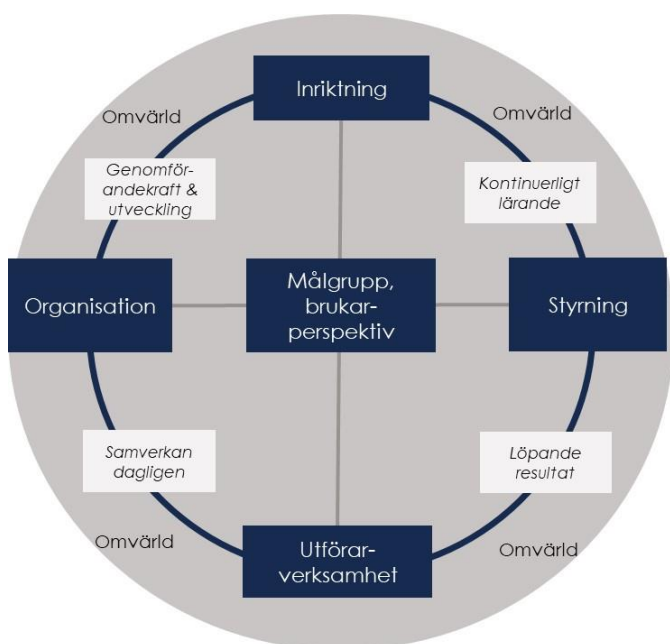 Inriktning
Omvärld
Omvärld
Genomför-
andekraft &
utveckling
Kontinuerligt
lärande
Organisation
Målgrupp,
brukar-
perspektiv
Styrning
Samverkan
dagligen
Löpande
resultat
Omvärld
Utförar-
verksamhet
Omvärld